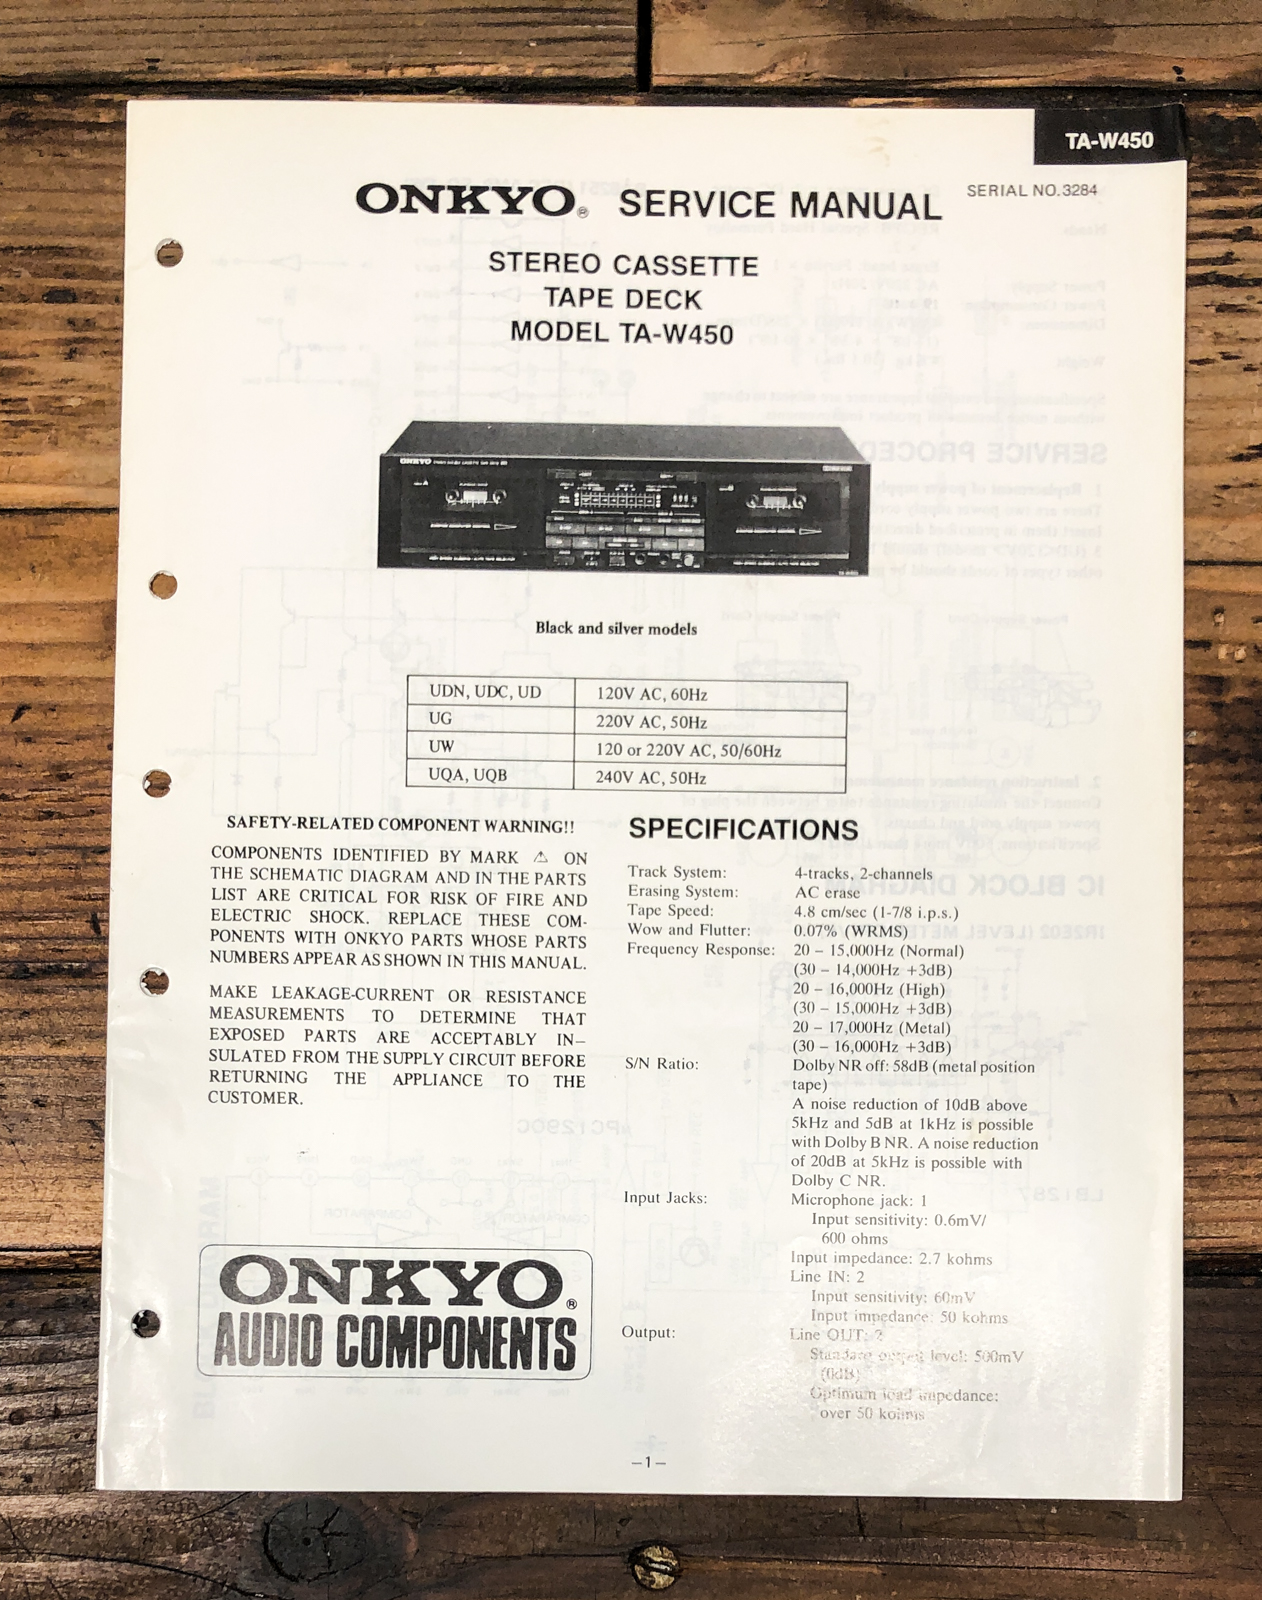 TA-W450
SERIAL NO.3284
ONKYO® SERVICE MANUAL
STEREO CASSETTE
TAPE DECK
MODEL TA-W450
ONKYO
Black and silver models
UDN, UDC, UD 120V AC, 60Hz
UG 220V AC, 50Hz
UW 120 or 220V AC, 50/60Hz
UQA, UQB 240V AC, 50Hz
SAFETY-RELATED COMPONENT WARNING!!
COMPONENTS IDENTIFIED BY MARK ⚠ ON
THE SCHEMATIC DIAGRAM AND IN THE PARTS
LIST ARE CRITICAL FOR RISK OF FIRE AND
ELECTRIC SHOCK. REPLACE THESE COM-
PONENTS WITH ONKYO PARTS WHOSE PARTS
NUMBERS APPEAR AS SHOWN IN THIS MANUAL.
MAKE LEAKAGE-CURRENT OR RESISTANCE
MEASUREMENTS TO DETERMINE THAT
EXPOSED PARTS ARE ACCEPTABLY IN–
SULATED FROM THE SUPPLY CIRCUIT BEFORE
RETURNING THE APPLIANCE TO THE
CUSTOMER.
ONKYO®
AUDIO COMPONENTS
SPECIFICATIONS
Track System: 4-tracks, 2-channels
Erasing System: AC erase
Tape Speed: 4.8 cm/sec (1-7/8 i.p.s.)
Wow and Flutter: 0.07% (WRMS)
Frequency Response: 20 – 15,000Hz (Normal)
(30 – 14,000Hz +3dB)
20 – 16,000Hz (High)
(30 – 15,000Hz +3dB)
20 – 17,000Hz (Metal)
(30 – 16,000Hz +3dB)
S/N Ratio: Dolby NR off: 58dB (metal position
tape)
A noise reduction of 10dB above
5kHz and 5dB at 1kHz is possible
with Dolby B NR. A noise reduction
of 20dB at 5kHz is possible with
Dolby C NR.
Input Jacks: Microphone jack: 1
Input sensitivity: 0.6mV/
600 ohms
Input impedance: 2.7 kohms
Line IN: 2
Input sensitivity: 60mV
Input impedance: 50 kohms
Output: Line OUT: 2
Standard output level: 500mV
(0dB)
Optimum load impedance:
over 50 kohms
–1–